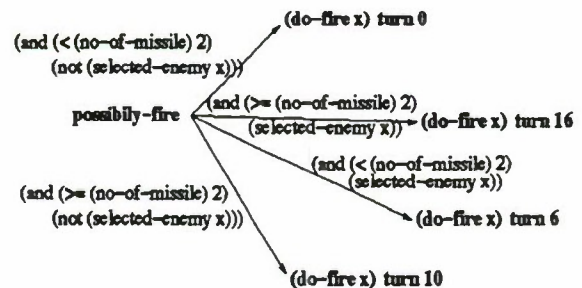 (do-fire x) turn 0
(and (< (no-of-missile) 2)
(not (selected-enemy x)))
possibily-fire
(and (>= (no-of-missile) 2)
(selected-enemy x))
(do-fire x) turn 16
(and (< (no-of-missile) 2)
(selected-enemy x))
(and (>= (no-of-missile) 2)
(not (selected-enemy x)))
(do-fire x) turn 6
(do-fire x) turn 10